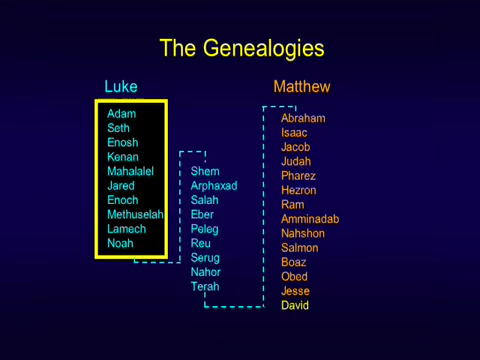 The Genealogies
Luke
Adam
Seth
Enosh
Kenan
Mahalalel
Jared
Enoch
Methuselah
Lamech
Noah
Shem
Arphaxad
Salah
Eber
Peleg
Reu
Serug
Nahor
Terah
Matthew
Abraham
Isaac
Jacob
Judah
Pharez
Hezron
Ram
Amminadab
Nahshon
Salmon
Boaz
Obed
Jesse
David